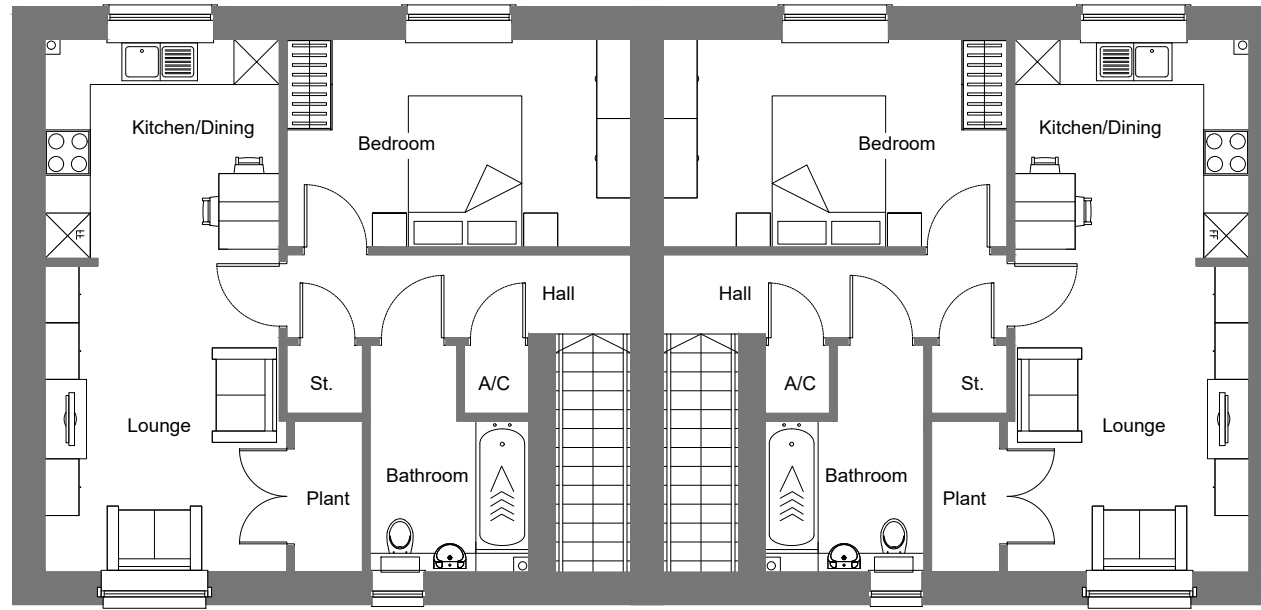 Kitchen/Dining
Bedroom
Bedroom
Kitchen/Dining
FF
FF
Hall
Hall
St.
A/C
A/C
St.
Lounge
Lounge
Bathroom
Bathroom
Plant
Plant